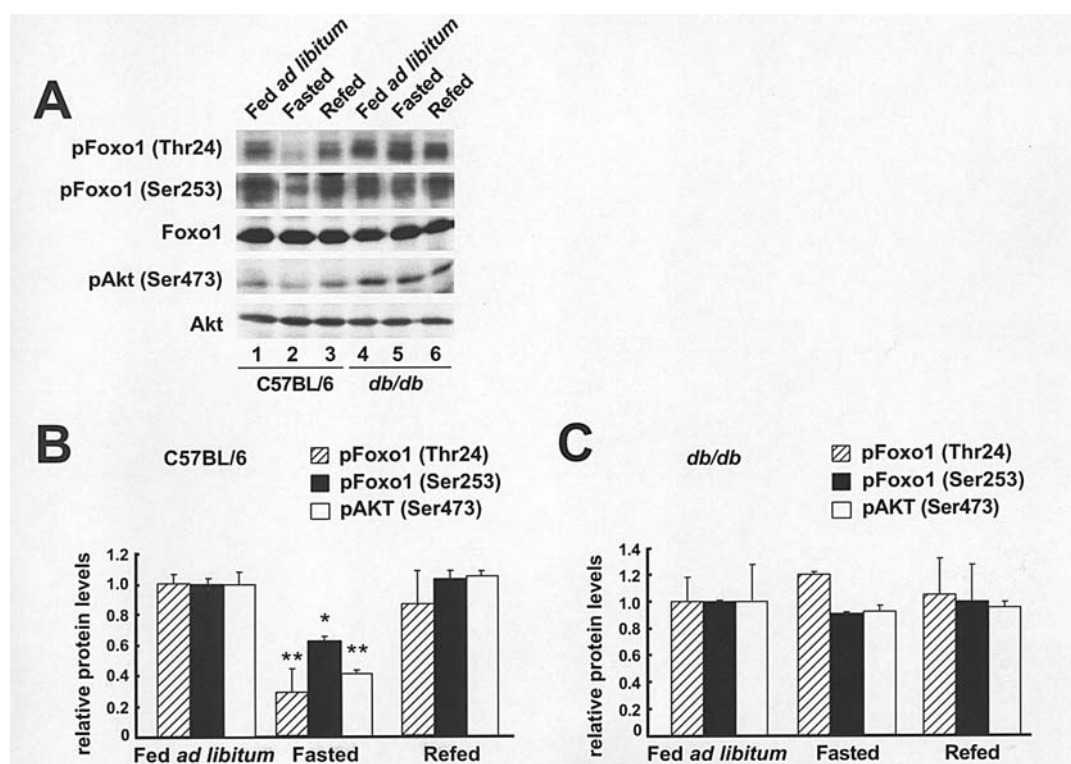 A
Fed ad libitum
Fasted
Refed
Fed ad libitum
Fasted
Refed
pFoxo1 (Thr24)
pFoxo1 (Ser253)
Foxo1
pAkt (Ser473)
Akt
1 2 3 4 5 6
C57BL/6 db/db
B
C57BL/6
pFoxo1 (Thr24)
pFoxo1 (Ser253)
pAKT (Ser473)
relative protein levels
1.2
1.0
0.8
0.6
0.4
0.2
0
** * **
Fed ad libitum Fasted Refed
C
db/db
pFoxo1 (Thr24)
pFoxo1 (Ser253)
pAKT (Ser473)
relative protein levels
1.4
1.2
1.0
0.8
0.6
0.4
0.2
0
Fed ad libitum Fasted Refed